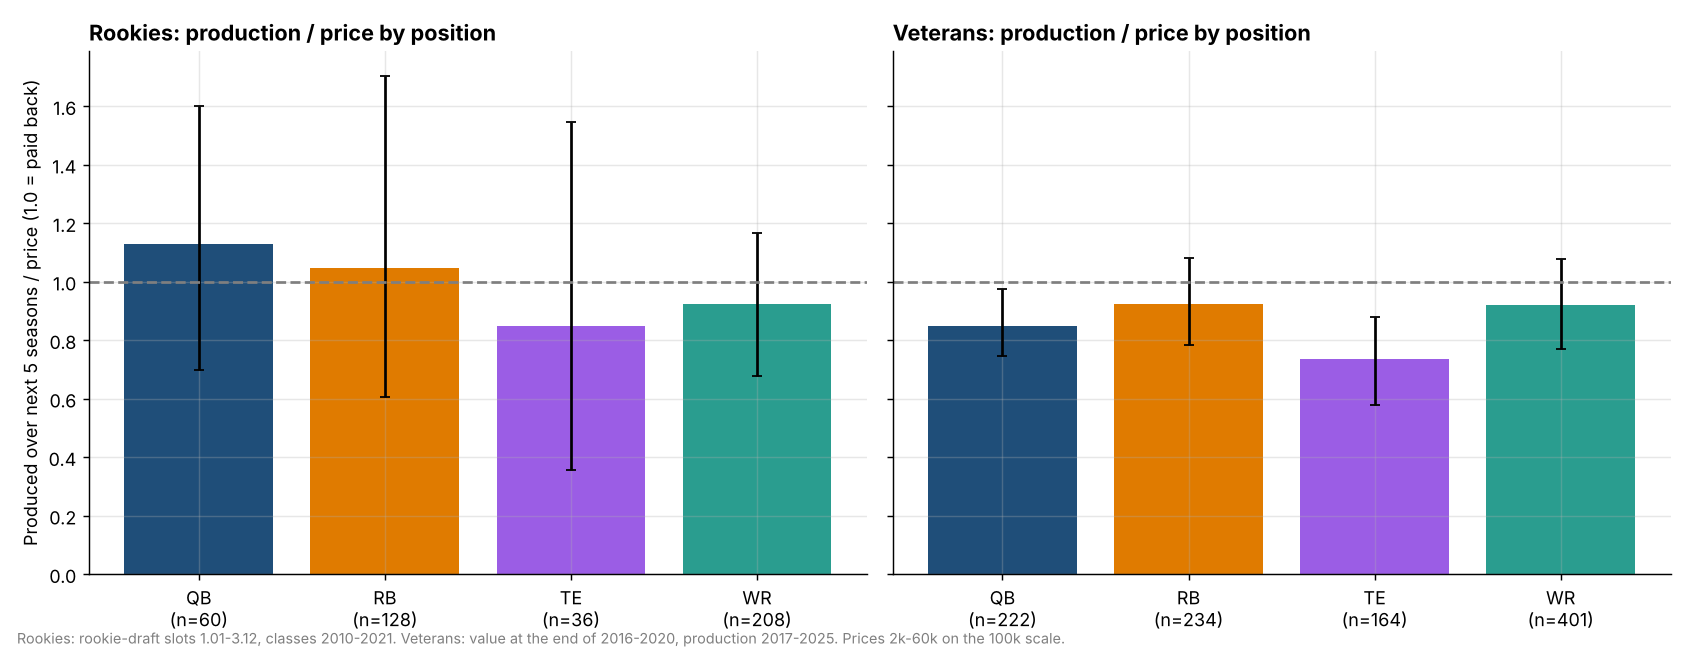 Rookies: production / price by position
Veterans: production / price by position
Produced over next 5 seasons / price (1.0 = paid back)
1.6
1.4
1.2
1.0
0.8
0.6
0.4
0.2
0.0
QB
(n=60)
RB
(n=128)
TE
(n=36)
WR
(n=208)
QB
(n=222)
RB
(n=234)
TE
(n=164)
WR
(n=401)
Rookies: rookie-draft slots 1.01-3.12, classes 2010-2021. Veterans: value at the end of 2016-2020, production 2017-2025. Prices 2k-60k on the 100k scale.